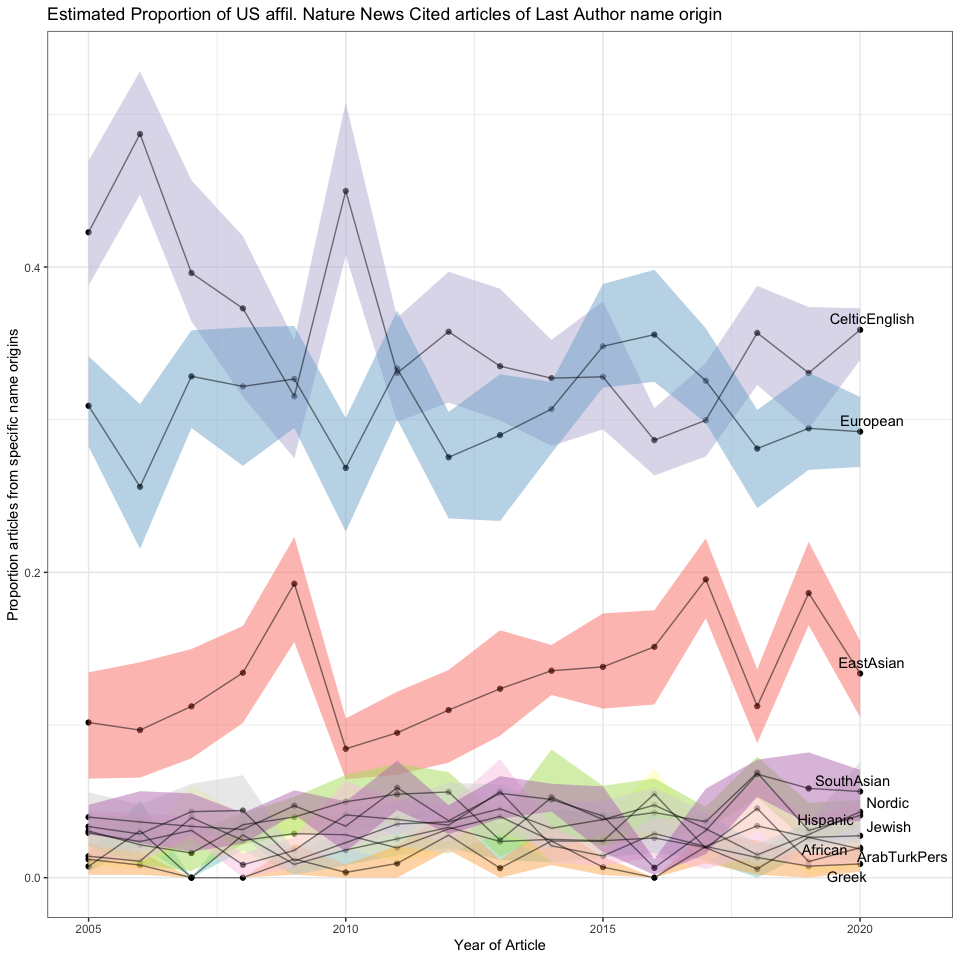 Estimated Proportion of US affil. Nature News Cited articles of Last Author name origin
Proportion articles from specific name origins
0.4
0.2
0.0
CelticEnglish
European
EastAsian
SouthAsian
Nordic
Hispanic
Jewish
African
ArabTurkPers
Greek
2005
2010
2015
2020
Year of Article